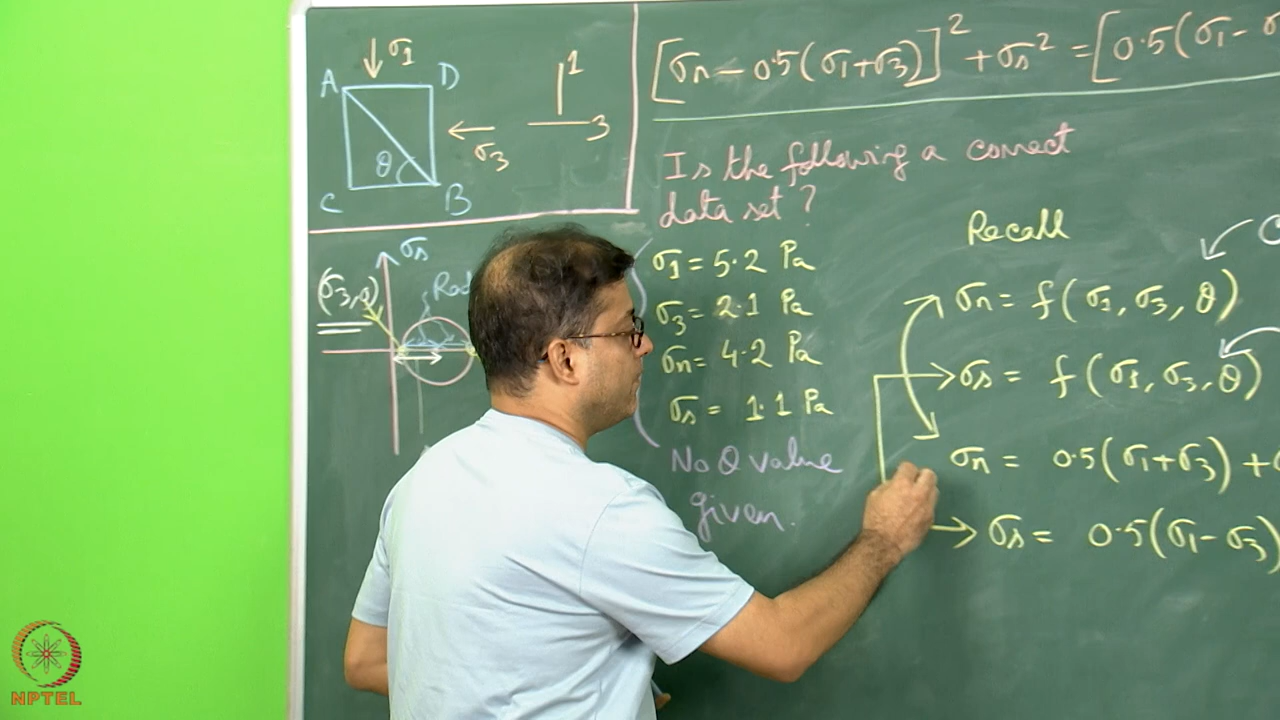 ↓σ1
A D
θ
C B
←σ3
1
3
[σn - 0.5(σ1+σ3)]² + σs² = [0.5(σ1-σ
Is the following a correct
data set?
σ1 = 5.2 Pa
σ3 = 2.1 Pa
σn = 4.2 Pa
σs = 1.1 Pa
No θ value
given.
σs
(σ3,0)
Rad
Recall
σn = f(σ1, σ3, θ)
σs = f(σ1, σ3, θ)
σn = 0.5(σ1+σ3) +
σs = 0.5(σ1-σ3)
NPTEL